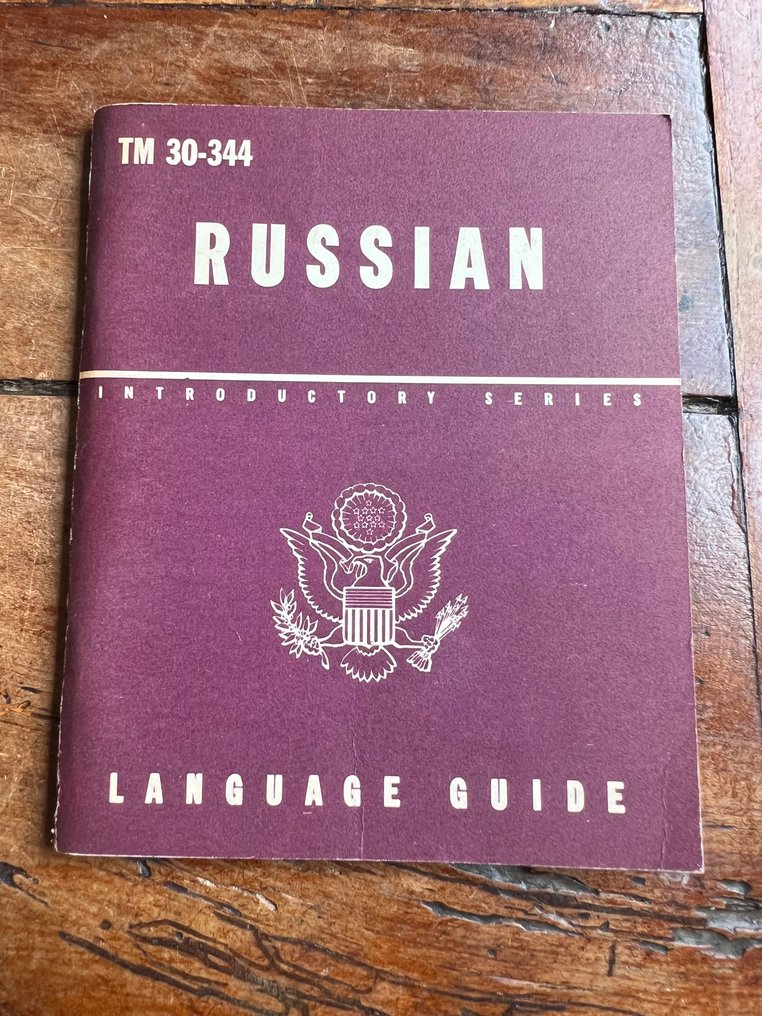 TM 30-344
RUSSIAN
INTRODUCTORY SERIES
LANGUAGE GUIDE